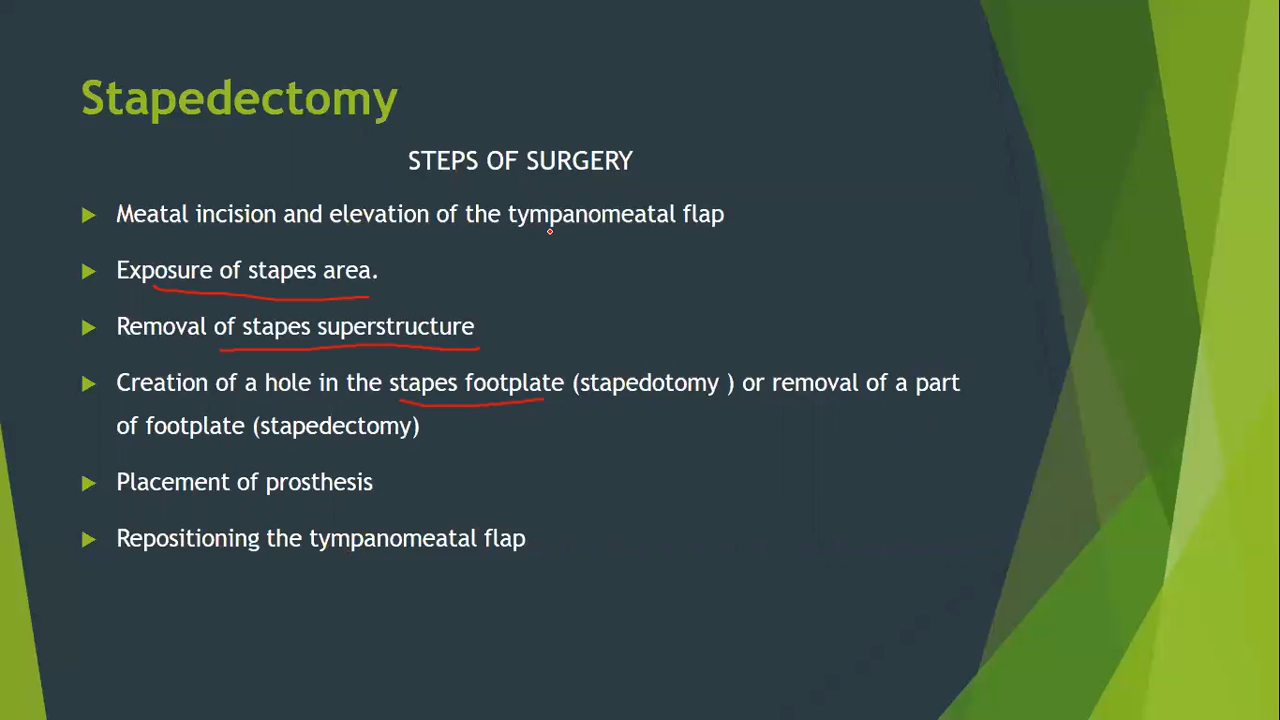 Stapedectomy
STEPS OF SURGERY
Meatal incision and elevation of the tympanomeatal flap
Exposure of stapes area.
Removal of stapes superstructure
Creation of a hole in the stapes footplate (stapedotomy ) or removal of a part
of footplate (stapedectomy)
Placement of prosthesis
Repositioning the tympanomeatal flap